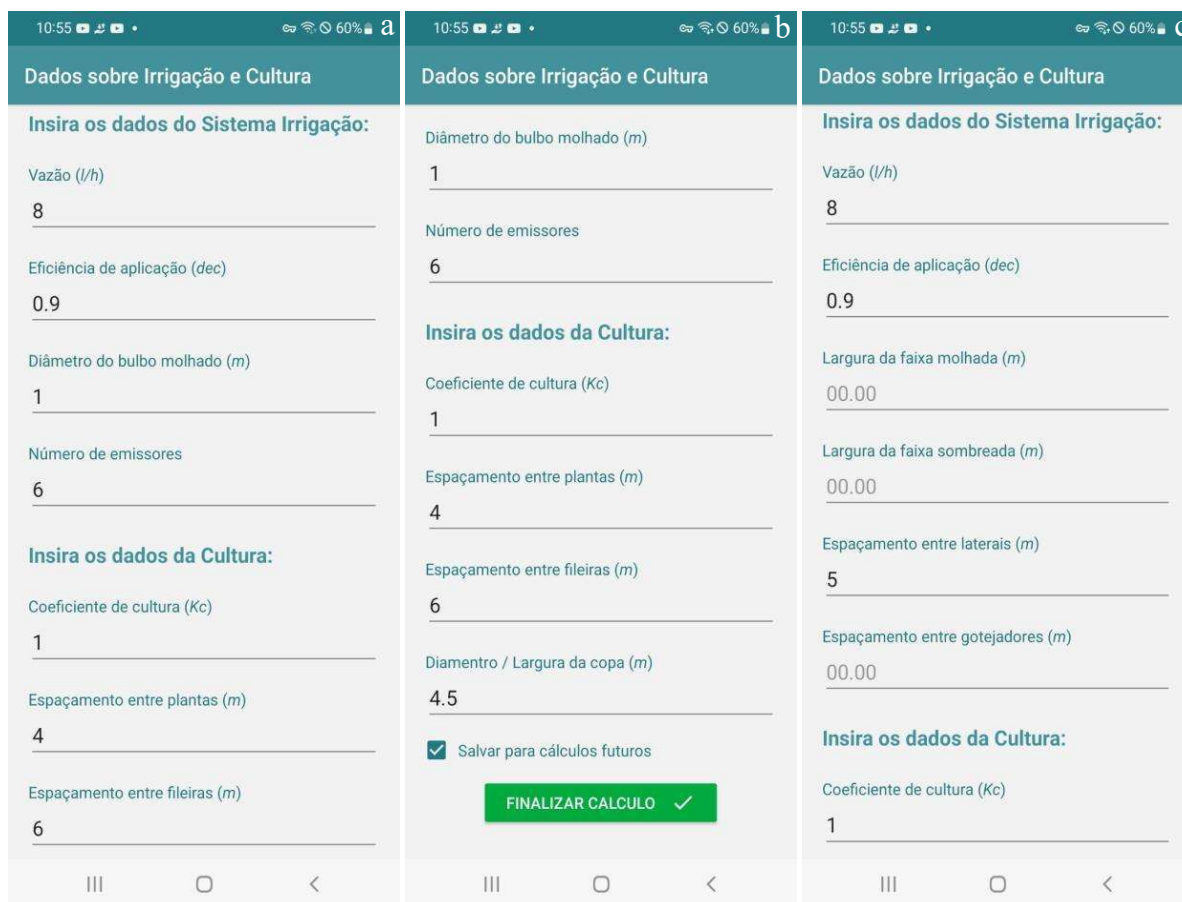 10:55
60%
a
Dados sobre Irrigação e Cultura
Insira os dados do Sistema Irrigação:
Vazão (l/h)
8
Eficiência de aplicação (dec)
0.9
Diâmetro do bulbo molhado (m)
1
Número de emissores
6
Insira os dados da Cultura:
Coeficiente de cultura (Kc)
1
Espaçamento entre plantas (m)
4
Espaçamento entre fileiras (m)
6
10:55
60%
b
Dados sobre Irrigação e Cultura
Diâmetro do bulbo molhado (m)
1
Número de emissores
6
Insira os dados da Cultura:
Coeficiente de cultura (Kc)
1
Espaçamento entre plantas (m)
4
Espaçamento entre fileiras (m)
6
Diamentro / Largura da copa (m)
4.5
Salvar para cálculos futuros
FINALIZAR CALCULO
10:55
60%
c
Dados sobre Irrigação e Cultura
Insira os dados do Sistema Irrigação:
Vazão (l/h)
8
Eficiência de aplicação (dec)
0.9
Largura da faixa molhada (m)
00.00
Largura da faixa sombreada (m)
00.00
Espaçamento entre laterais (m)
5
Espaçamento entre gotejadores (m)
00.00
Insira os dados da Cultura:
Coeficiente de cultura (Kc)
1